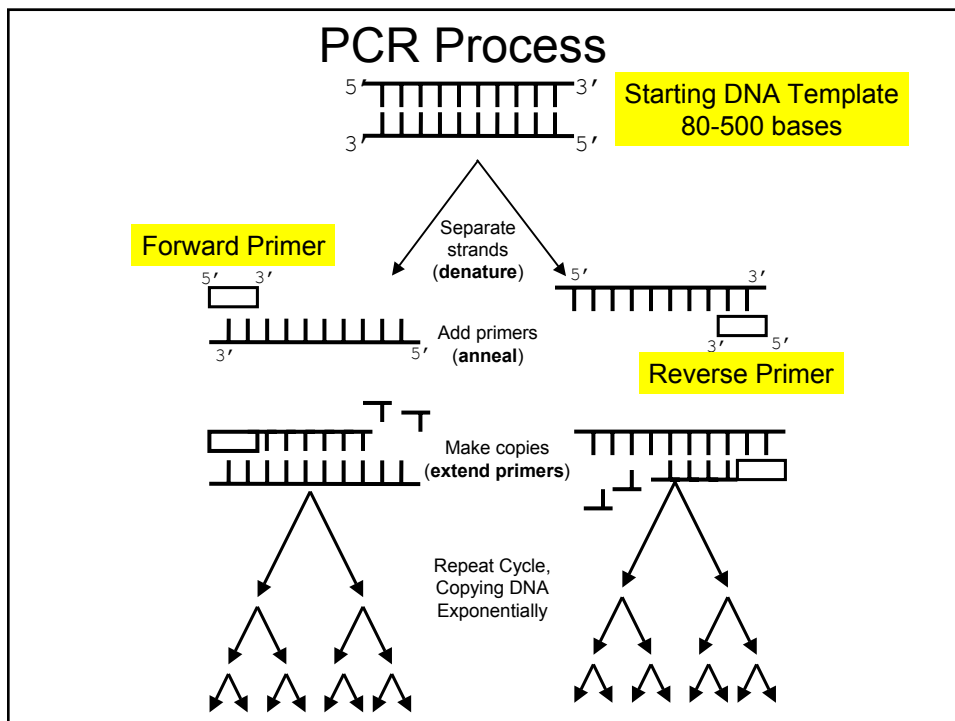 PCR Process
5’ 3’
3’ 5’
Starting DNA Template
80-500 bases
Separate
strands
(denature)
Forward Primer
5’ 3’
3’ 5’
5’ 3’
3’ 5’
Add primers
(anneal)
Reverse Primer
Make copies
(extend primers)
Repeat Cycle,
Copying DNA
Exponentially